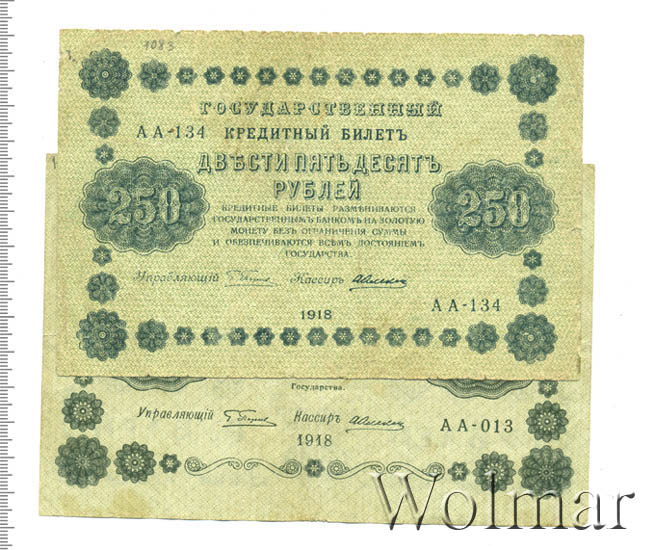 1083
ГОСУДАРСТВЕННЫЙ
АА-134 КРЕДИТНЫЙ БИЛЕТЪ
ДВѢСТИ ПЯТЬДЕСЯТЪ
РУБЛЕЙ
250 250
КРЕДИТНЫЕ БИЛЕТЫ РАЗМѢНИВАЮТСЯ
ГОСУДАРСТВЕННЫМЪ БАНКОМЪ НА ЗОЛОТУЮ
МОНЕТУ БЕЗЪ ОГРАНИЧЕНІЯ СУММЫ
И ОБЕЗПЕЧИВАЮТСЯ ВСѢМЪ ДОСТОЯНІЕМЪ
ГОСУДАРСТВА.
Управляющій Кассиръ
АА-134
1918
Государства.
Управляющій Кассиръ
АА-013
1918
Wolmar